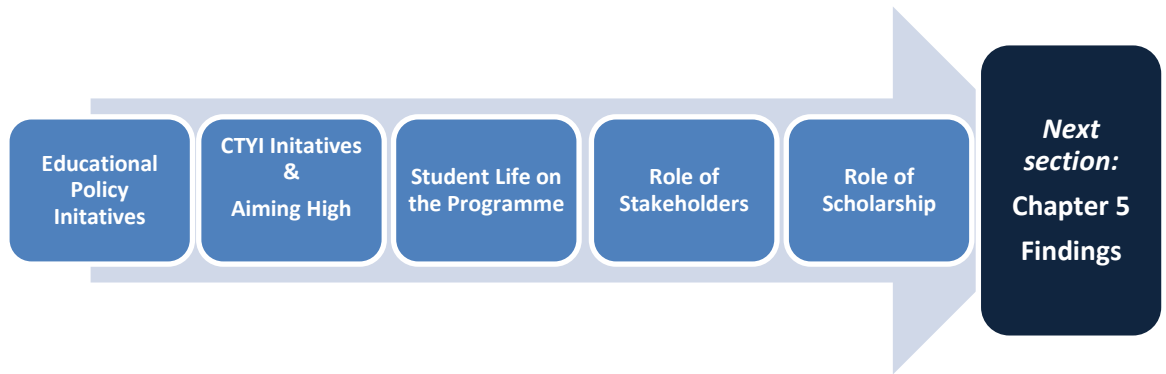 Educational
Policy
Initatives
CTYI Initatives
&
Aiming High
Student Life on
the Programme
Role of
Stakeholders
Role of
Scholarship
Next
section:
Chapter 5
Findings